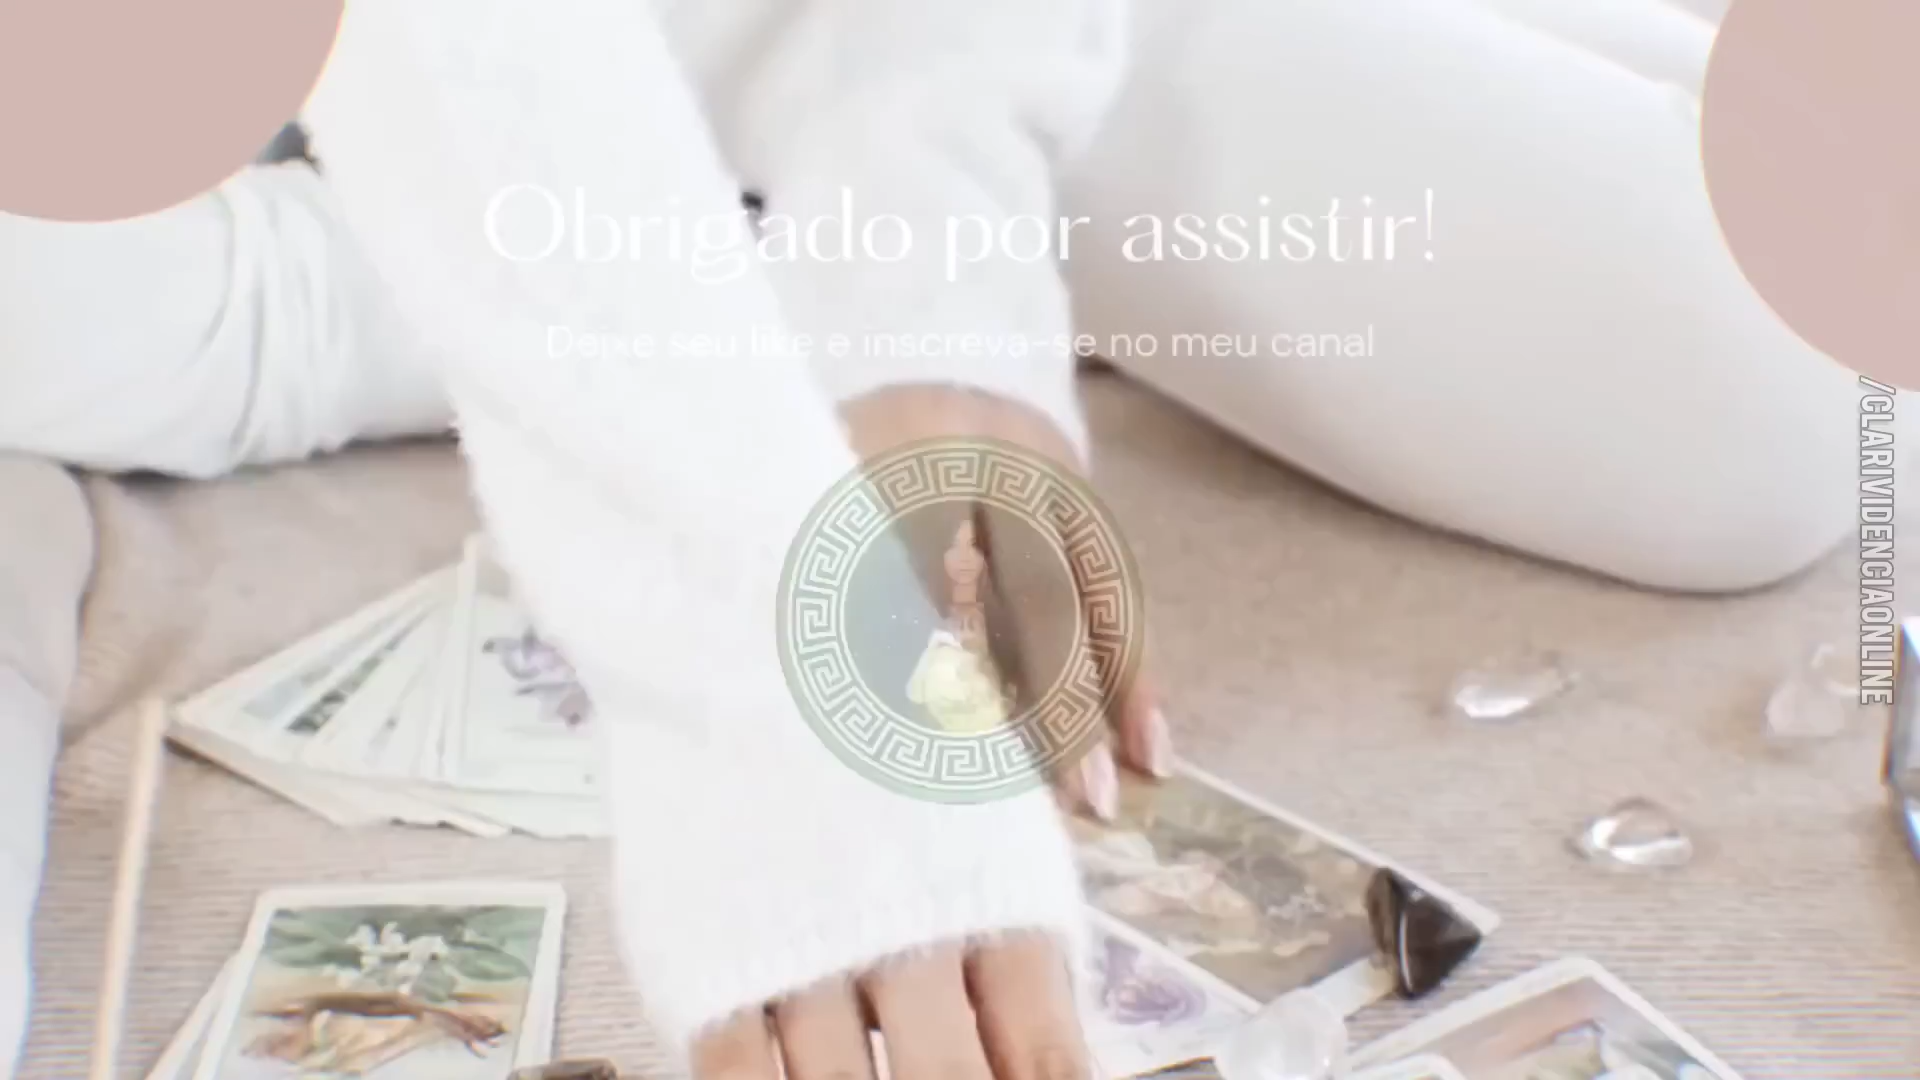 Obrigado por assistir!
Deixe seu like e inscreva-se no meu canal
/CLARIVIDENCIAONLINE